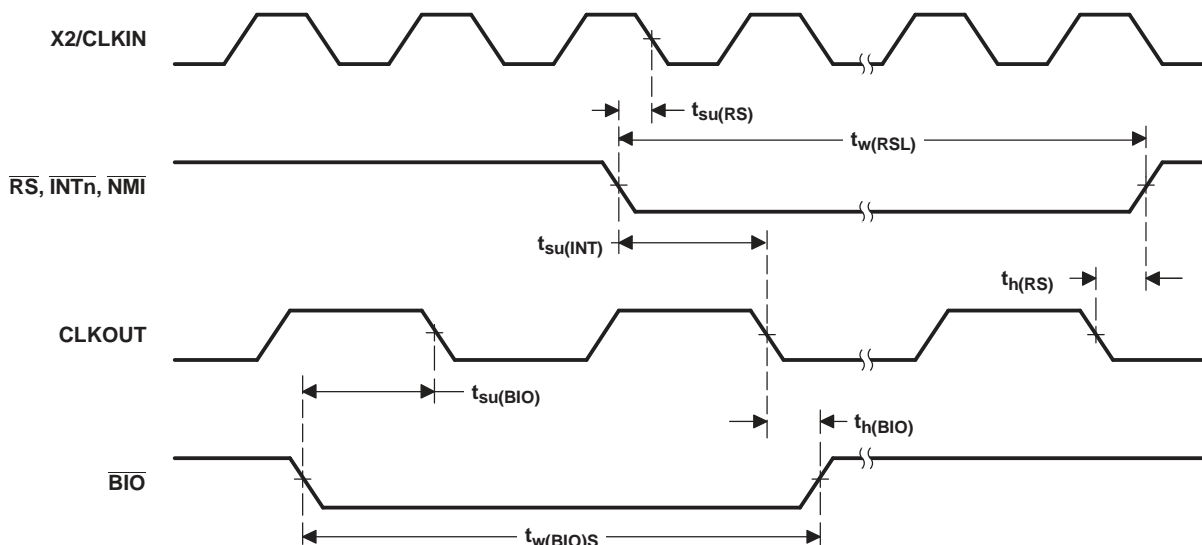 X2/CLKIN
tsu(RS)
tw(RSL)
RS, INTn, NMI
tsu(INT)
th(RS)
CLKOUT
tsu(BIO)
th(BIO)
BIO
tw(BIO)S